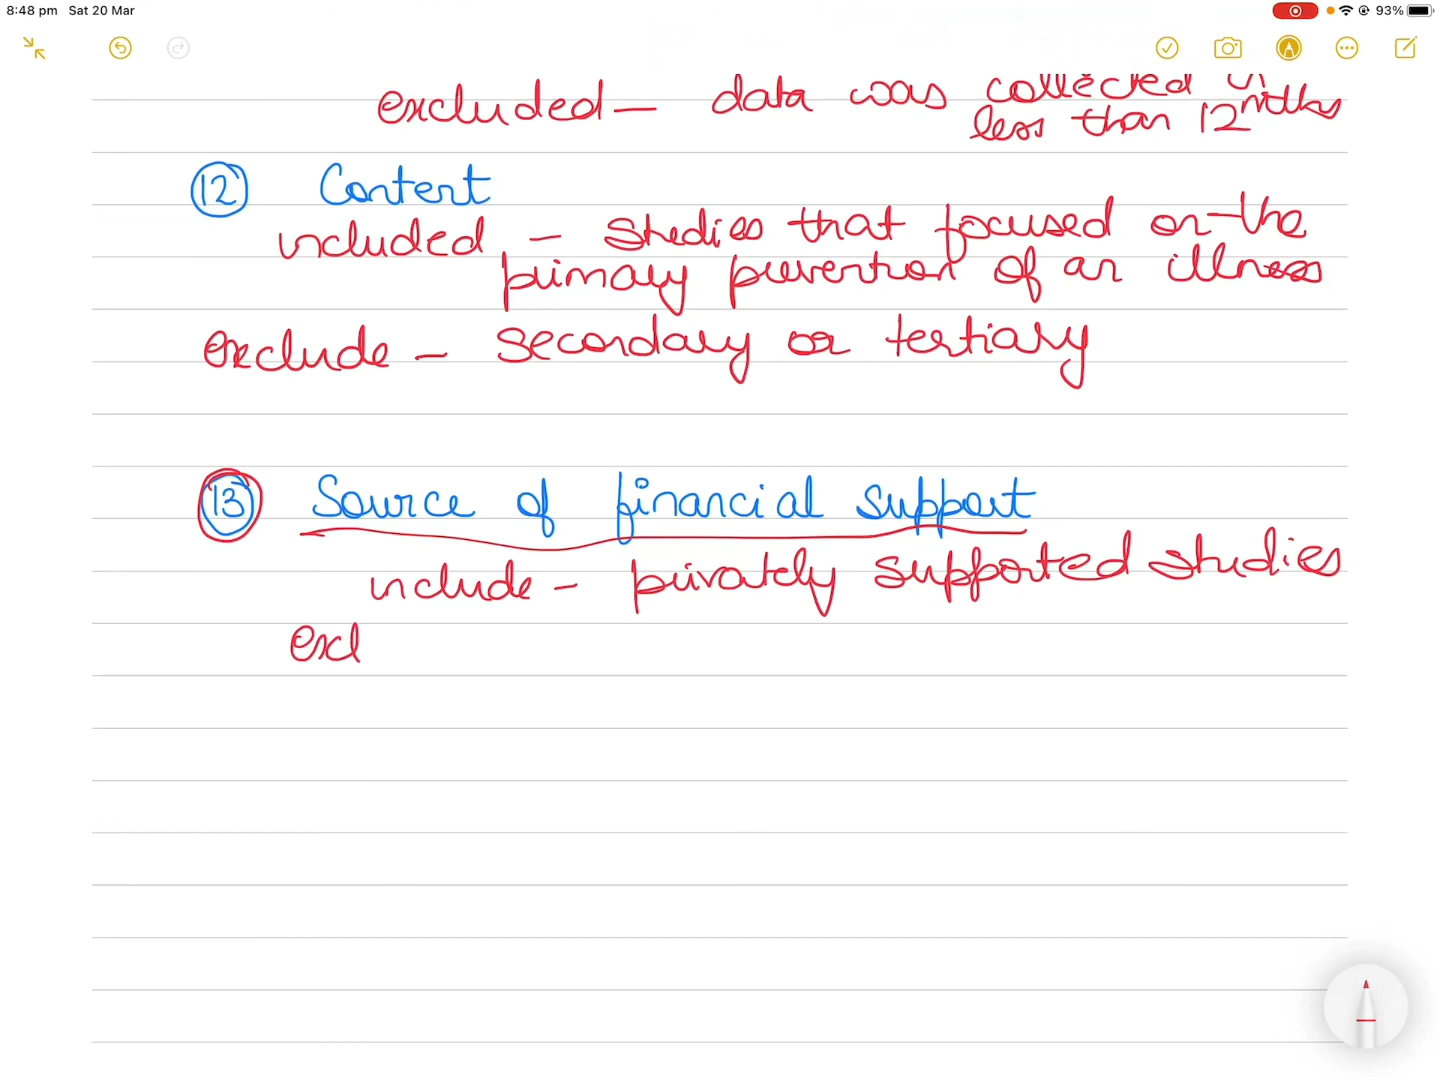 8:48 pm Sat 20 Mar 93%
excluded — data was collected in
less than 12 mths
12 Content
included - studies that focused on the
primary prevention of an illness
exclude - secondary or tertiary
13 Source of financial support
include - privately supported studies
excl